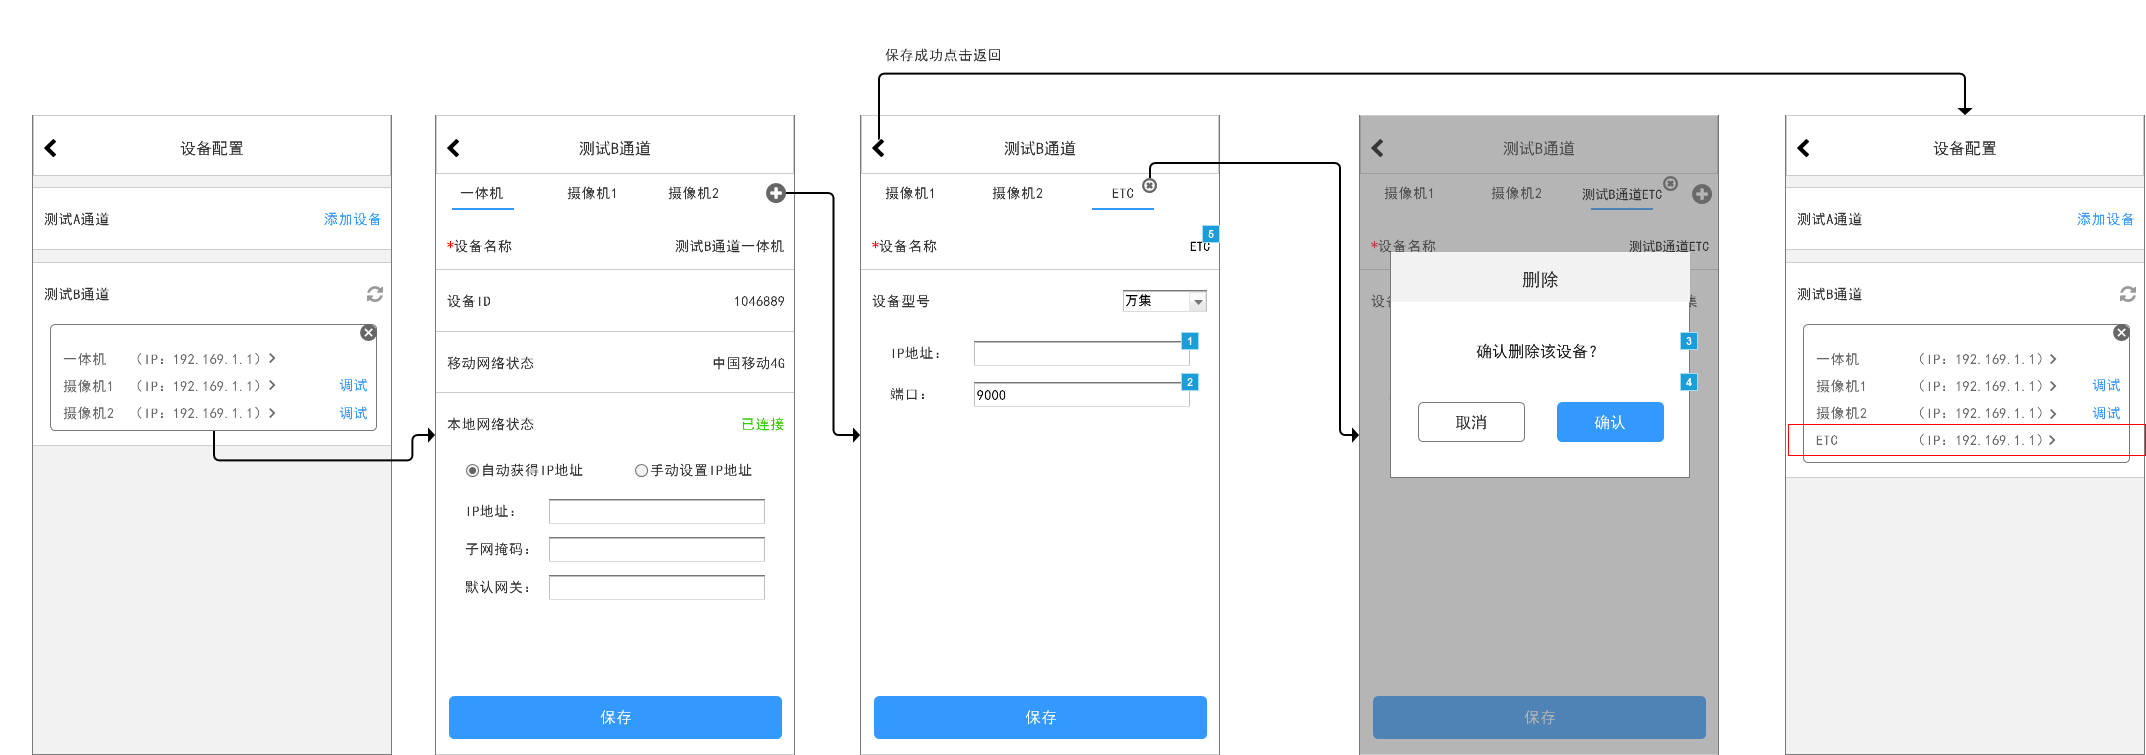 保存成功点击返回
设备配置
测试A通道
添加设备
测试B通道
一体机 (IP: 192.169.1.1)
摄像机1 (IP: 192.169.1.1) 调试
摄像机2 (IP: 192.169.1.1) 调试
测试B通道
一体机 摄像机1 摄像机2
*设备名称 测试B通道一体机
设备ID 1046889
移动网络状态 中国移动4G
本地网络状态 已连接
自动获得IP地址 手动设置IP地址
IP地址：
子网掩码：
默认网关：
保存
测试B通道
摄像机1 摄像机2 ETC
5
*设备名称 ETC
设备型号 万集
1
IP地址：
2
端口： 9000
保存
测试B通道
摄像机1 摄像机2 测试B通道ETC
*设备名称 测试B通道ETC
设 集
删除
3
确认删除该设备?
4
取消 确认
保存
设备配置
测试A通道 添加设备
测试B通道
一体机 (IP: 192.169.1.1)
摄像机1 (IP: 192.169.1.1) 调试
摄像机2 (IP: 192.169.1.1) 调试
ETC (IP: 192.169.1.1)